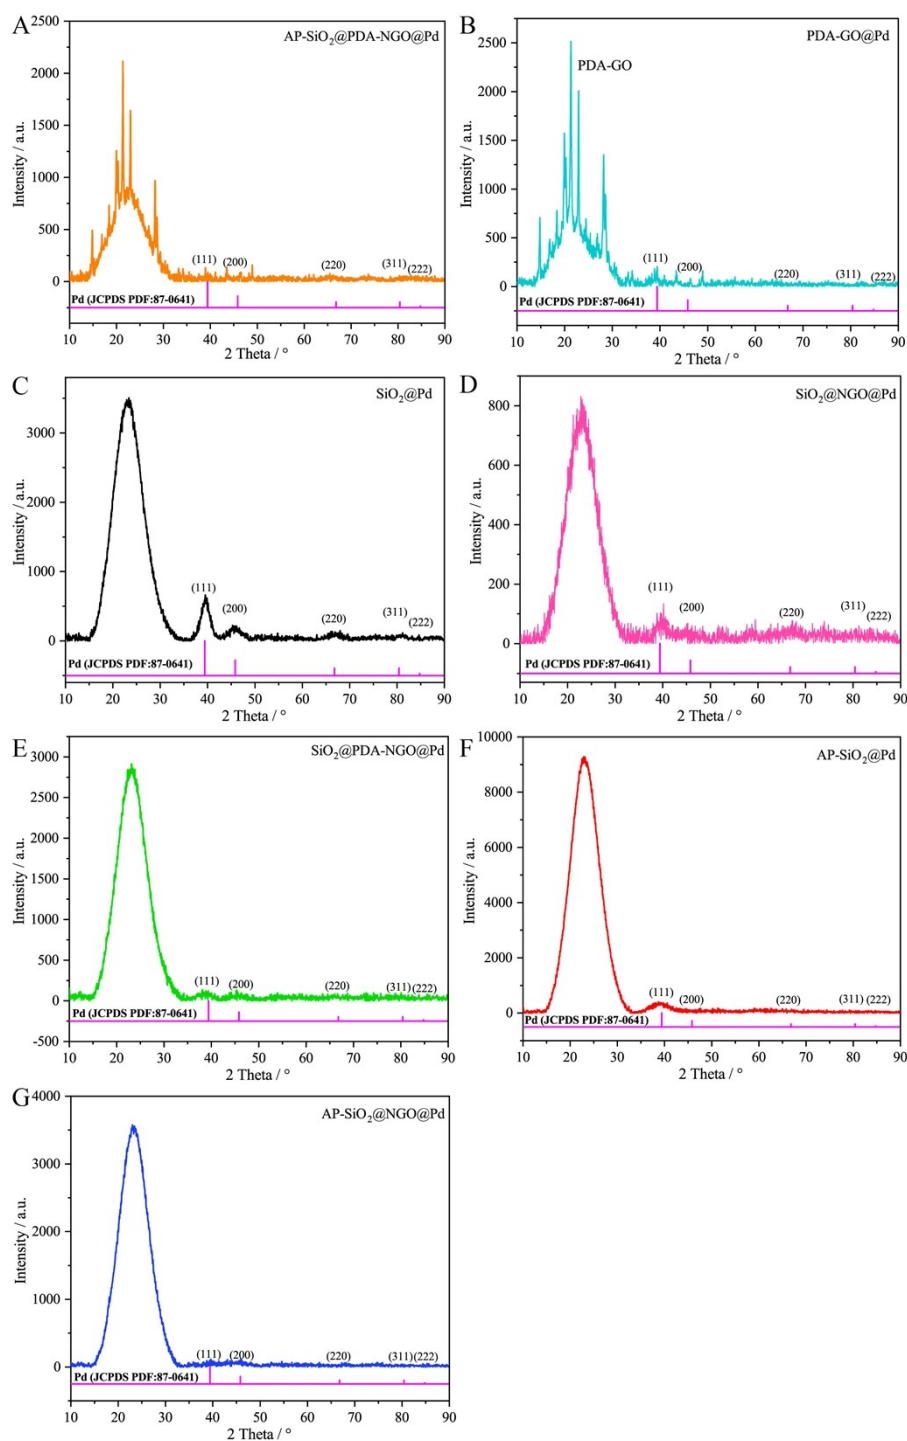 A
AP-SiO₂@PDA-NGO@Pd
2500
2000
1500
1000
500
0
Intensity / a.u.
(111)
(200)
(220)
(311)
(222)
Pd (JCPDS PDF:87-0641)
10 20 30 40 50 60 70 80 90
2 Theta / °
B
PDA-GO@Pd
PDA-GO
2500
2000
1500
1000
500
0
Intensity / a.u.
(111)
(200)
(220)
(311)
(222)
Pd (JCPDS PDF:87-0641)
10 20 30 40 50 60 70 80 90
2 Theta / °
C
SiO₂@Pd
3000
2000
1000
0
Intensity / a.u.
(111)
(200)
(220)
(311)
(222)
Pd (JCPDS PDF:87-0641)
10 20 30 40 50 60 70 80 90
2 Theta / °
D
SiO₂@NGO@Pd
800
600
400
200
0
Intensity / a.u.
(111)
(200)
(220)
(311)
(222)
Pd (JCPDS PDF:87-0641)
10 20 30 40 50 60 70 80 90
2 Theta / °
E
SiO₂@PDA-NGO@Pd
3000
2500
2000
1500
1000
500
0
-500
Intensity / a.u.
(111)
(200)
(220)
(311)
(222)
Pd (JCPDS PDF:87-0641)
10 20 30 40 50 60 70 80 90
2 Theta / °
F
AP-SiO₂@Pd
10000
8000
6000
4000
2000
0
Intensity / a.u.
(111)
(200)
(220)
(311)
(222)
Pd (JCPDS PDF:87-0641)
10 20 30 40 50 60 70 80 90
2 Theta / °
G
AP-SiO₂@NGO@Pd
4000
3000
2000
1000
0
Intensity / a.u.
(111)
(200)
(220)
(311)
(222)
Pd (JCPDS PDF:87-0641)
10 20 30 40 50 60 70 80 90
2 Theta / °